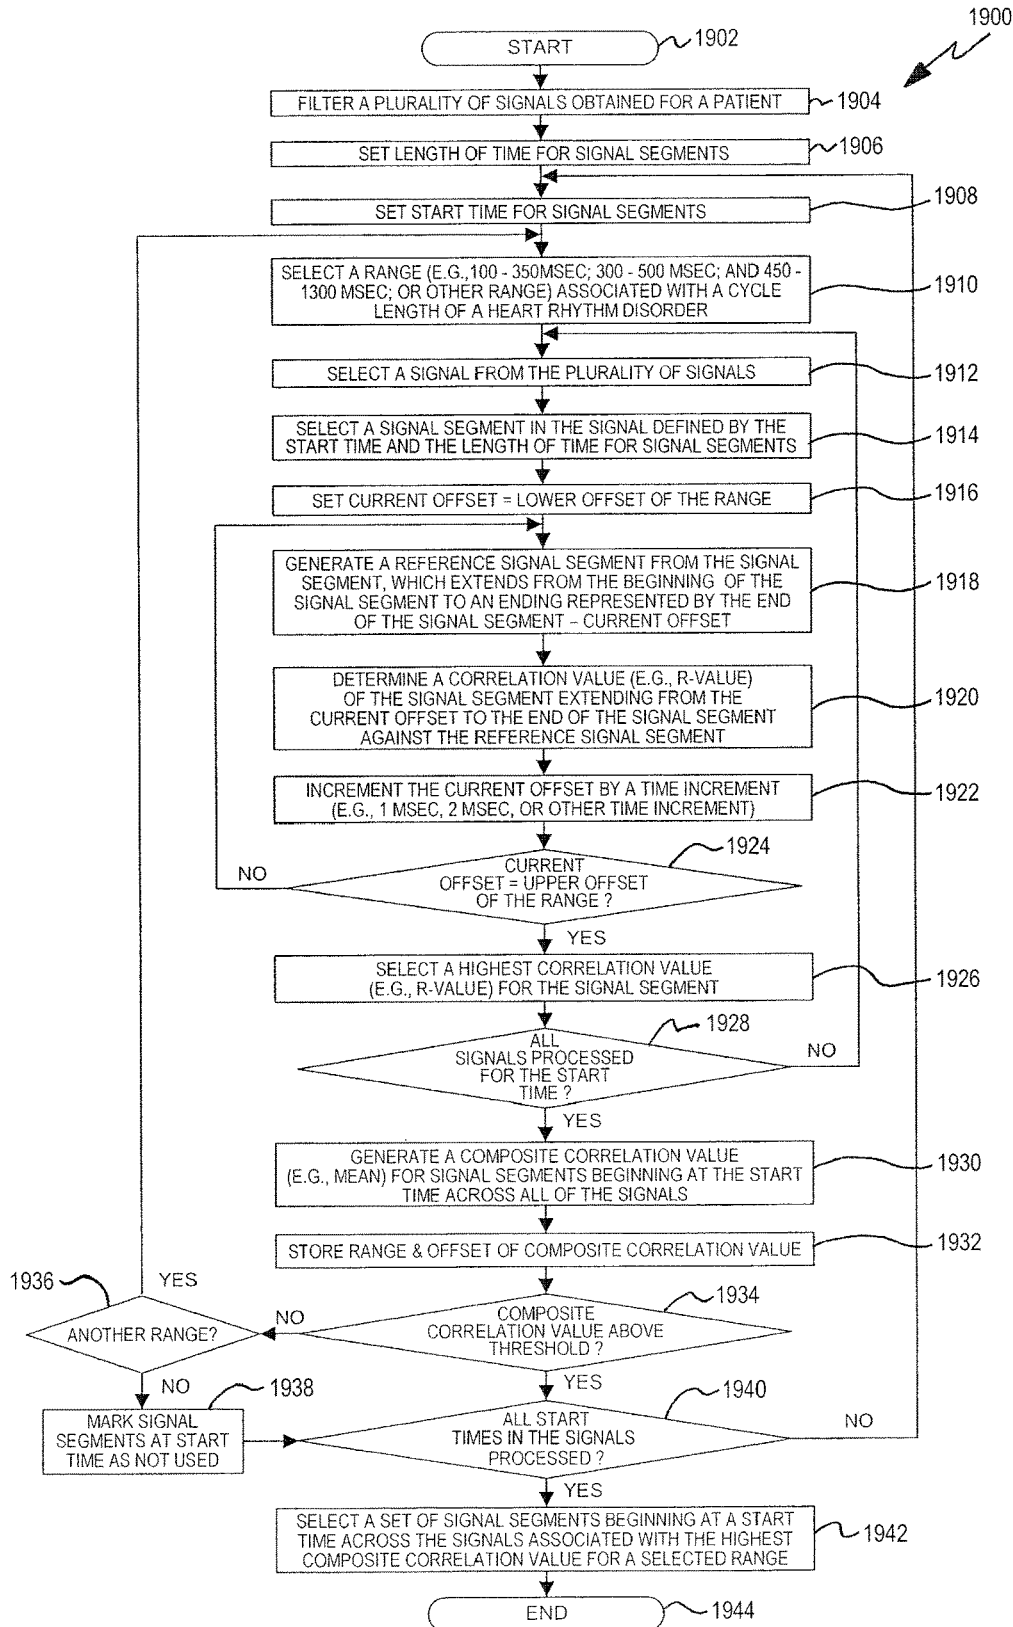 1900
START
1902
FILTER A PLURALITY OF SIGNALS OBTAINED FOR A PATIENT
1904
SET LENGTH OF TIME FOR SIGNAL SEGMENTS
1906
SET START TIME FOR SIGNAL SEGMENTS
1908
SELECT A RANGE (E.G.,100 - 350MSEC; 300 - 500 MSEC; AND 450 -
1300 MSEC; OR OTHER RANGE) ASSOCIATED WITH A CYCLE
LENGTH OF A HEART RHYTHM DISORDER
1910
SELECT A SIGNAL FROM THE PLURALITY OF SIGNALS
1912
SELECT A SIGNAL SEGMENT IN THE SIGNAL DEFINED BY THE
START TIME AND THE LENGTH OF TIME FOR SIGNAL SEGMENTS
1914
SET CURRENT OFFSET = LOWER OFFSET OF THE RANGE
1916
GENERATE A REFERENCE SIGNAL SEGMENT FROM THE SIGNAL
SEGMENT, WHICH EXTENDS FROM THE BEGINNING OF THE
SIGNAL SEGMENT TO AN ENDING REPRESENTED BY THE END
OF THE SIGNAL SEGMENT – CURRENT OFFSET
1918
DETERMINE A CORRELATION VALUE (E.G., R-VALUE)
OF THE SIGNAL SEGMENT EXTENDING FROM THE
CURRENT OFFSET TO THE END OF THE SIGNAL SEGMENT
AGAINST THE REFERENCE SIGNAL SEGMENT
1920
INCREMENT THE CURRENT OFFSET BY A TIME INCREMENT
(E.G., 1 MSEC, 2 MSEC, OR OTHER TIME INCREMENT)
1922
CURRENT
OFFSET = UPPER OFFSET
OF THE RANGE ?
1924
NO
YES
SELECT A HIGHEST CORRELATION VALUE
(E.G., R-VALUE) FOR THE SIGNAL SEGMENT
1926
ALL
SIGNALS PROCESSED
FOR THE START
TIME ?
1928
NO
YES
GENERATE A COMPOSITE CORRELATION VALUE
(E.G., MEAN) FOR SIGNAL SEGMENTS BEGINNING AT THE START
TIME ACROSS ALL OF THE SIGNALS
1930
STORE RANGE & OFFSET OF COMPOSITE CORRELATION VALUE
1932
COMPOSITE
CORRELATION VALUE ABOVE
THRESHOLD ?
1934
NO
YES
1936
YES
ANOTHER RANGE?
NO
1938
MARK SIGNAL
SEGMENTS AT START
TIME AS NOT USED
ALL START
TIMES IN THE SIGNALS
PROCESSED ?
1940
NO
YES
SELECT A SET OF SIGNAL SEGMENTS BEGINNING AT A START
TIME ACROSS THE SIGNALS ASSOCIATED WITH THE HIGHEST
COMPOSITE CORRELATION VALUE FOR A SELECTED RANGE
1942
END
1944